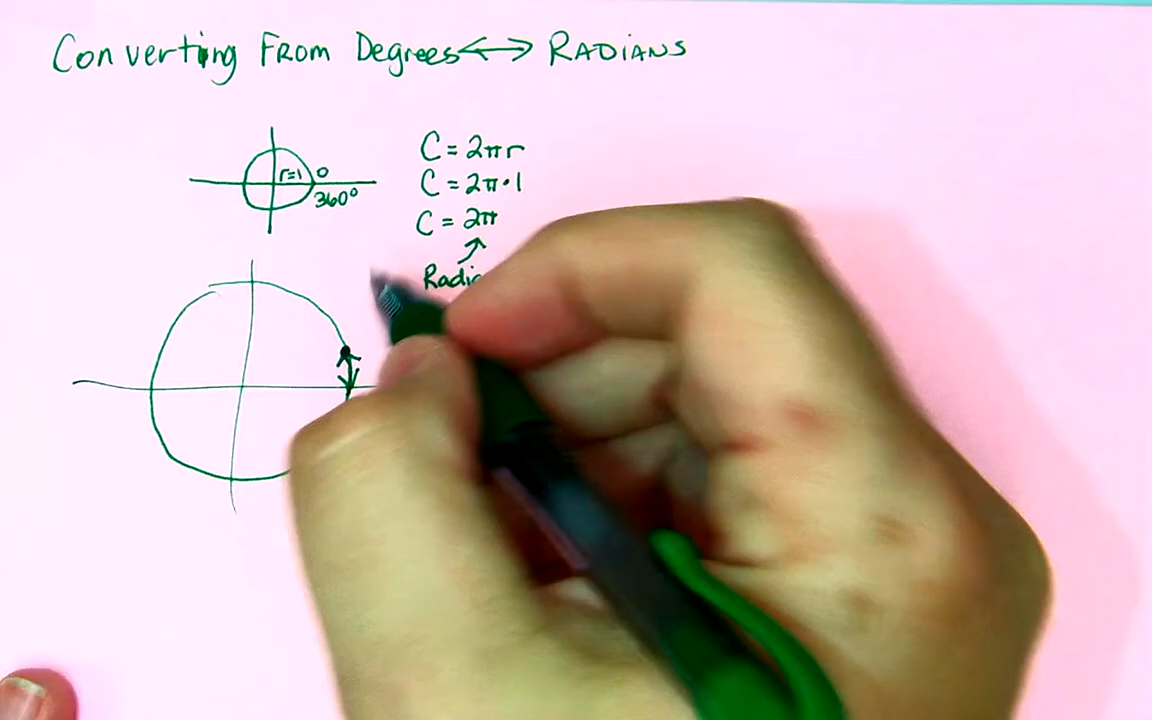 Converting From Degrees ↔ RADIANS
r=1 0
360°
C = 2πr
C = 2π·1
C = 2π